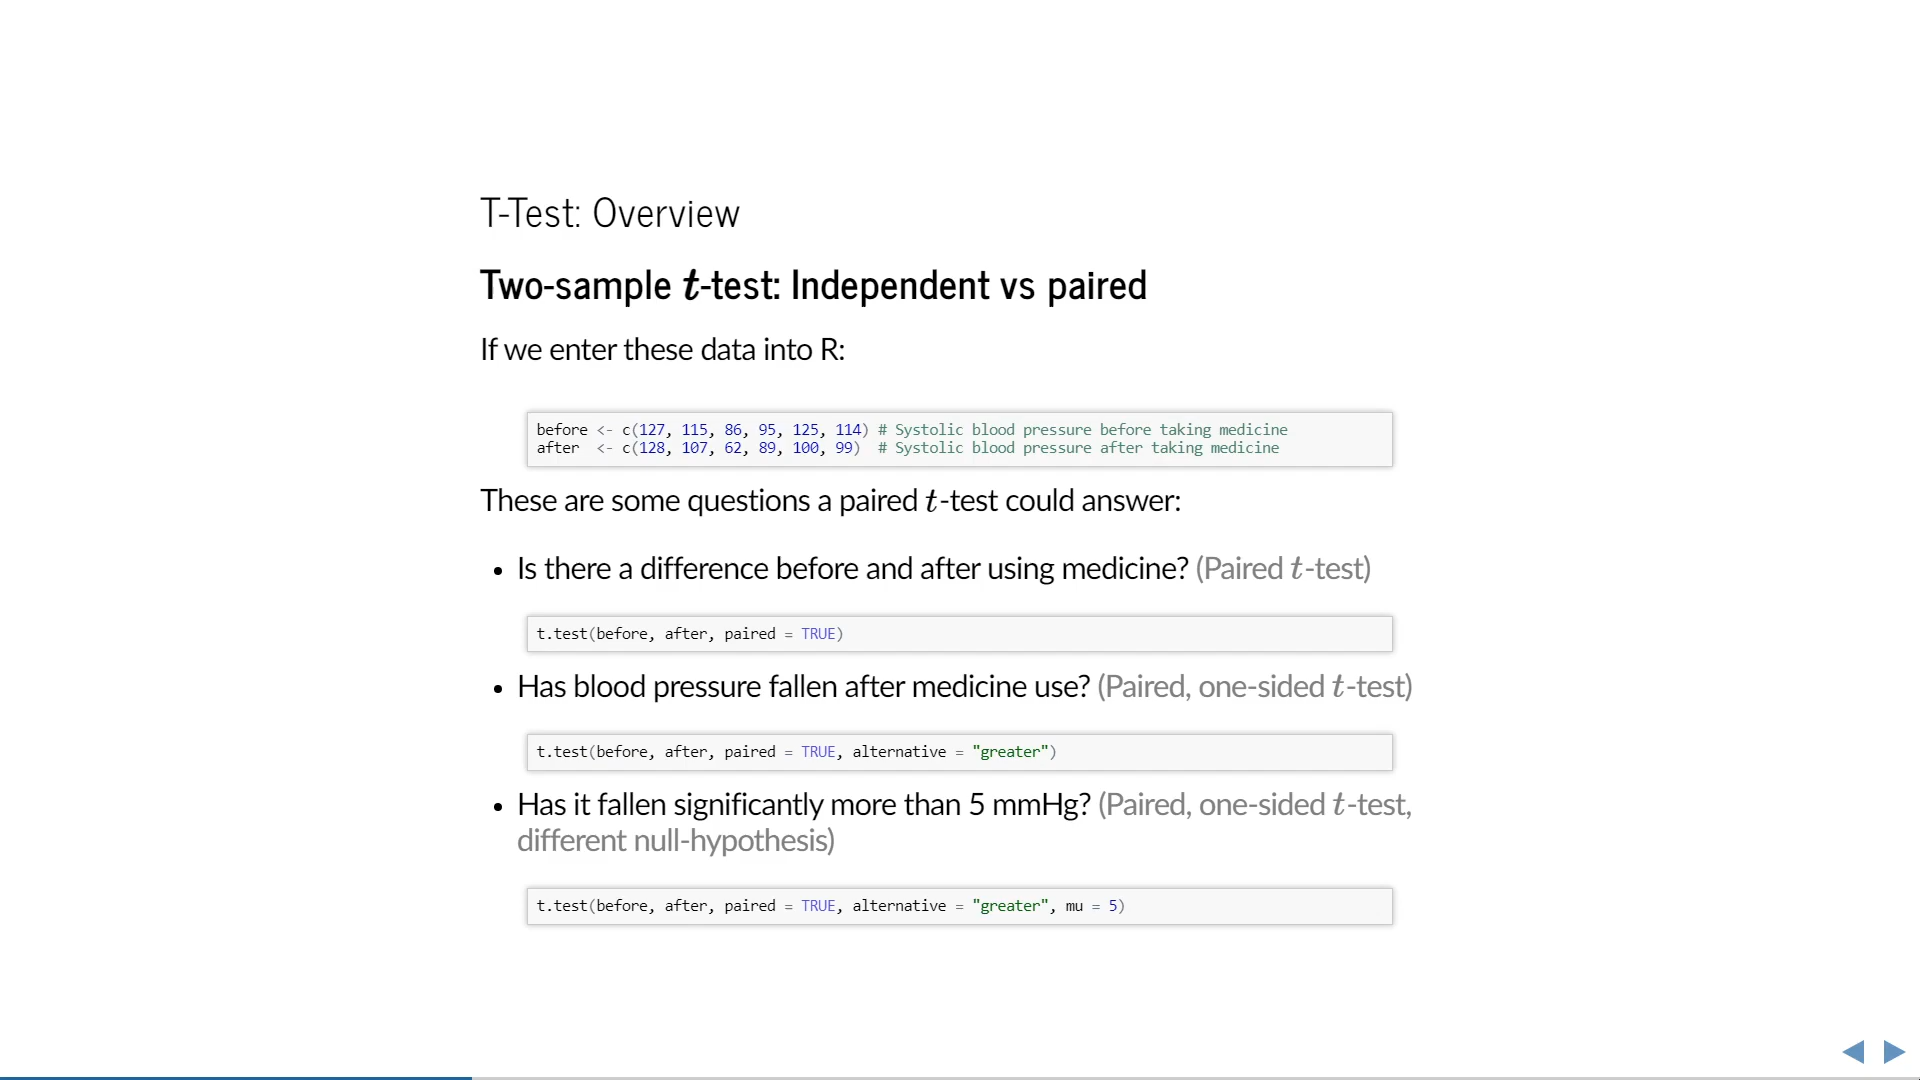 T-Test: Overview
Two-sample t-test: Independent vs paired
If we enter these data into R:
before <- c(127, 115, 86, 95, 125, 114) # Systolic blood pressure before taking medicine
after  <- c(128, 107, 62, 89, 100, 99)  # Systolic blood pressure after taking medicine
These are some questions a paired t-test could answer:
• Is there a difference before and after using medicine? (Paired t-test)
t.test(before, after, paired = TRUE)
• Has blood pressure fallen after medicine use? (Paired, one-sided t-test)
t.test(before, after, paired = TRUE, alternative = "greater")
• Has it fallen significantly more than 5 mmHg? (Paired, one-sided t-test,
different null-hypothesis)
t.test(before, after, paired = TRUE, alternative = "greater", mu = 5)